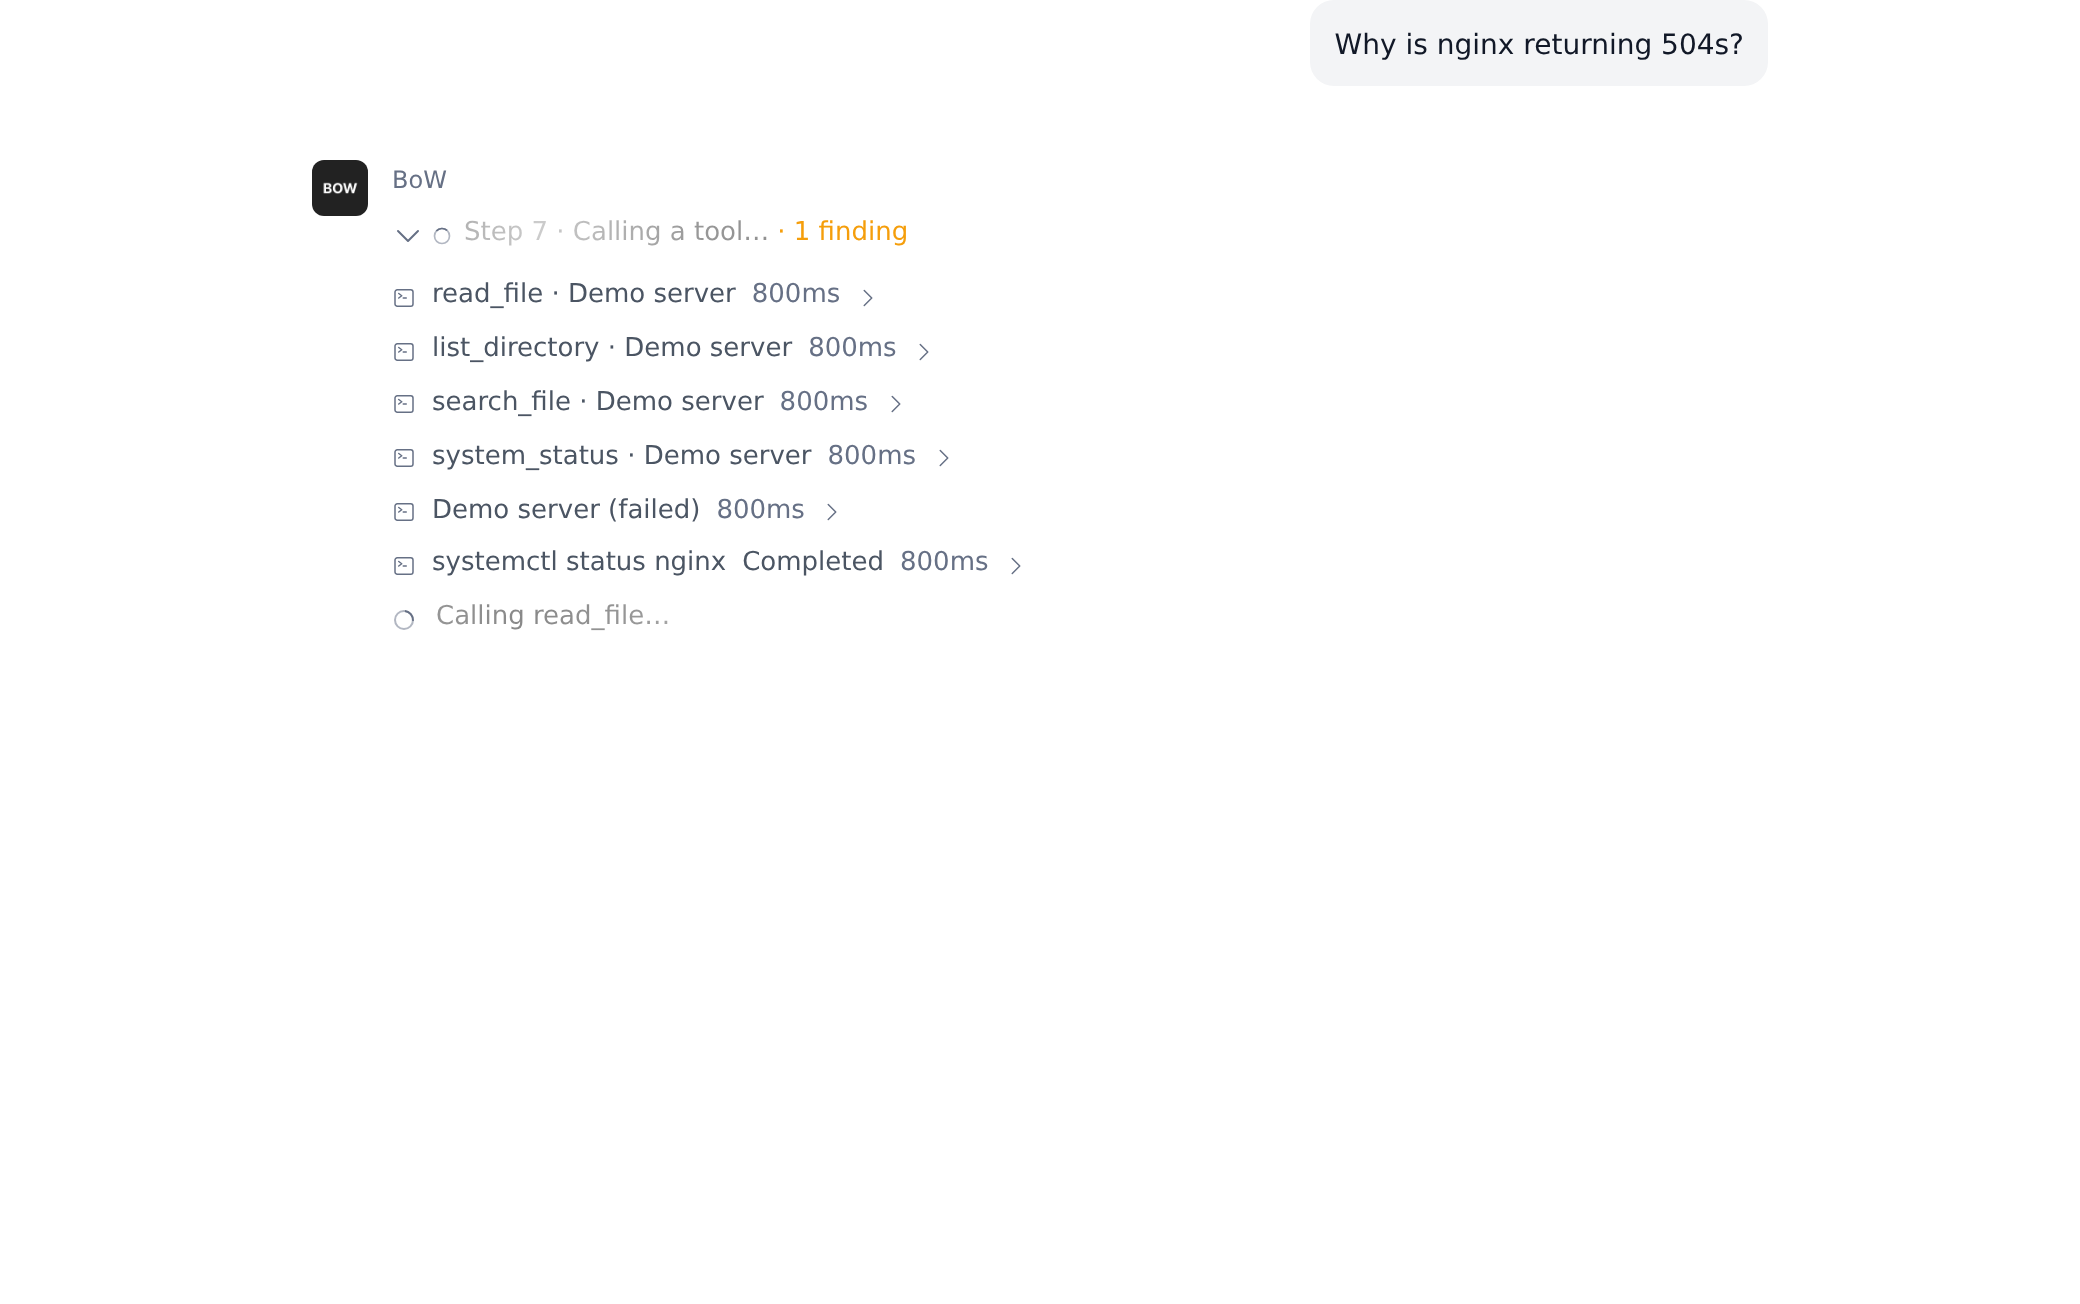 Why is nginx returning 504s?
BOW
BoW
Step 7 · Calling a tool… · 1 finding
read_file · Demo server 800ms
list_directory · Demo server 800ms
search_file · Demo server 800ms
system_status · Demo server 800ms
Demo server (failed) 800ms
systemctl status nginx Completed 800ms
Calling read_file…